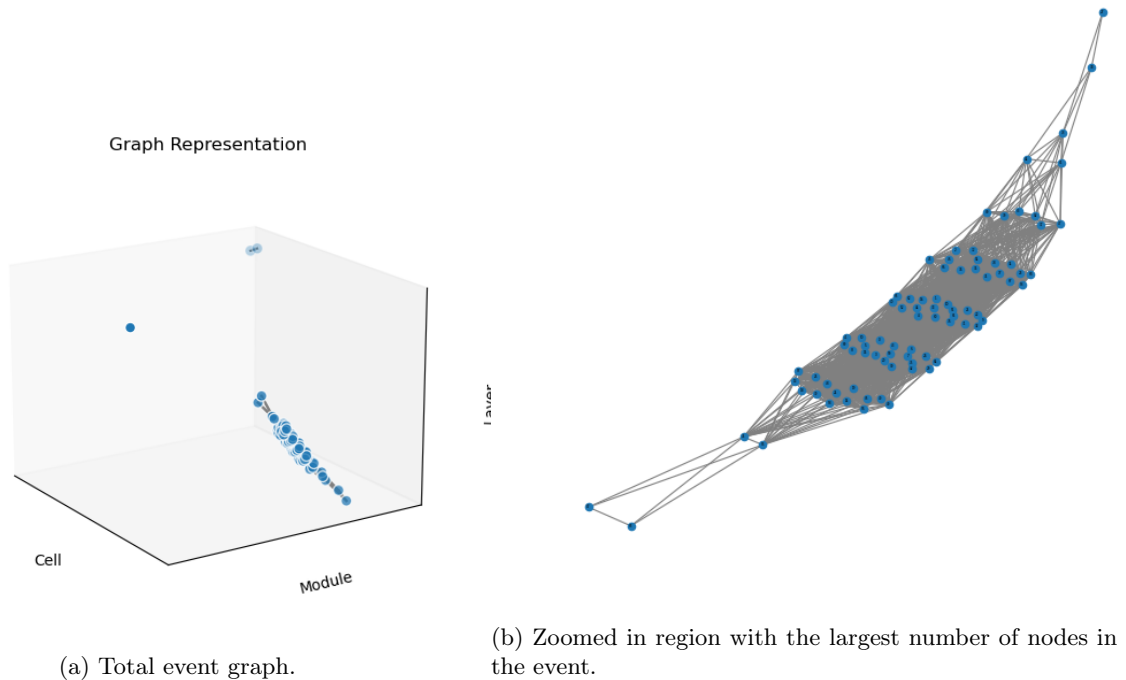 Graph Representation
Layer
Cell
Module
(a) Total event graph.
(b) Zoomed in region with the largest number of nodes in
the event.